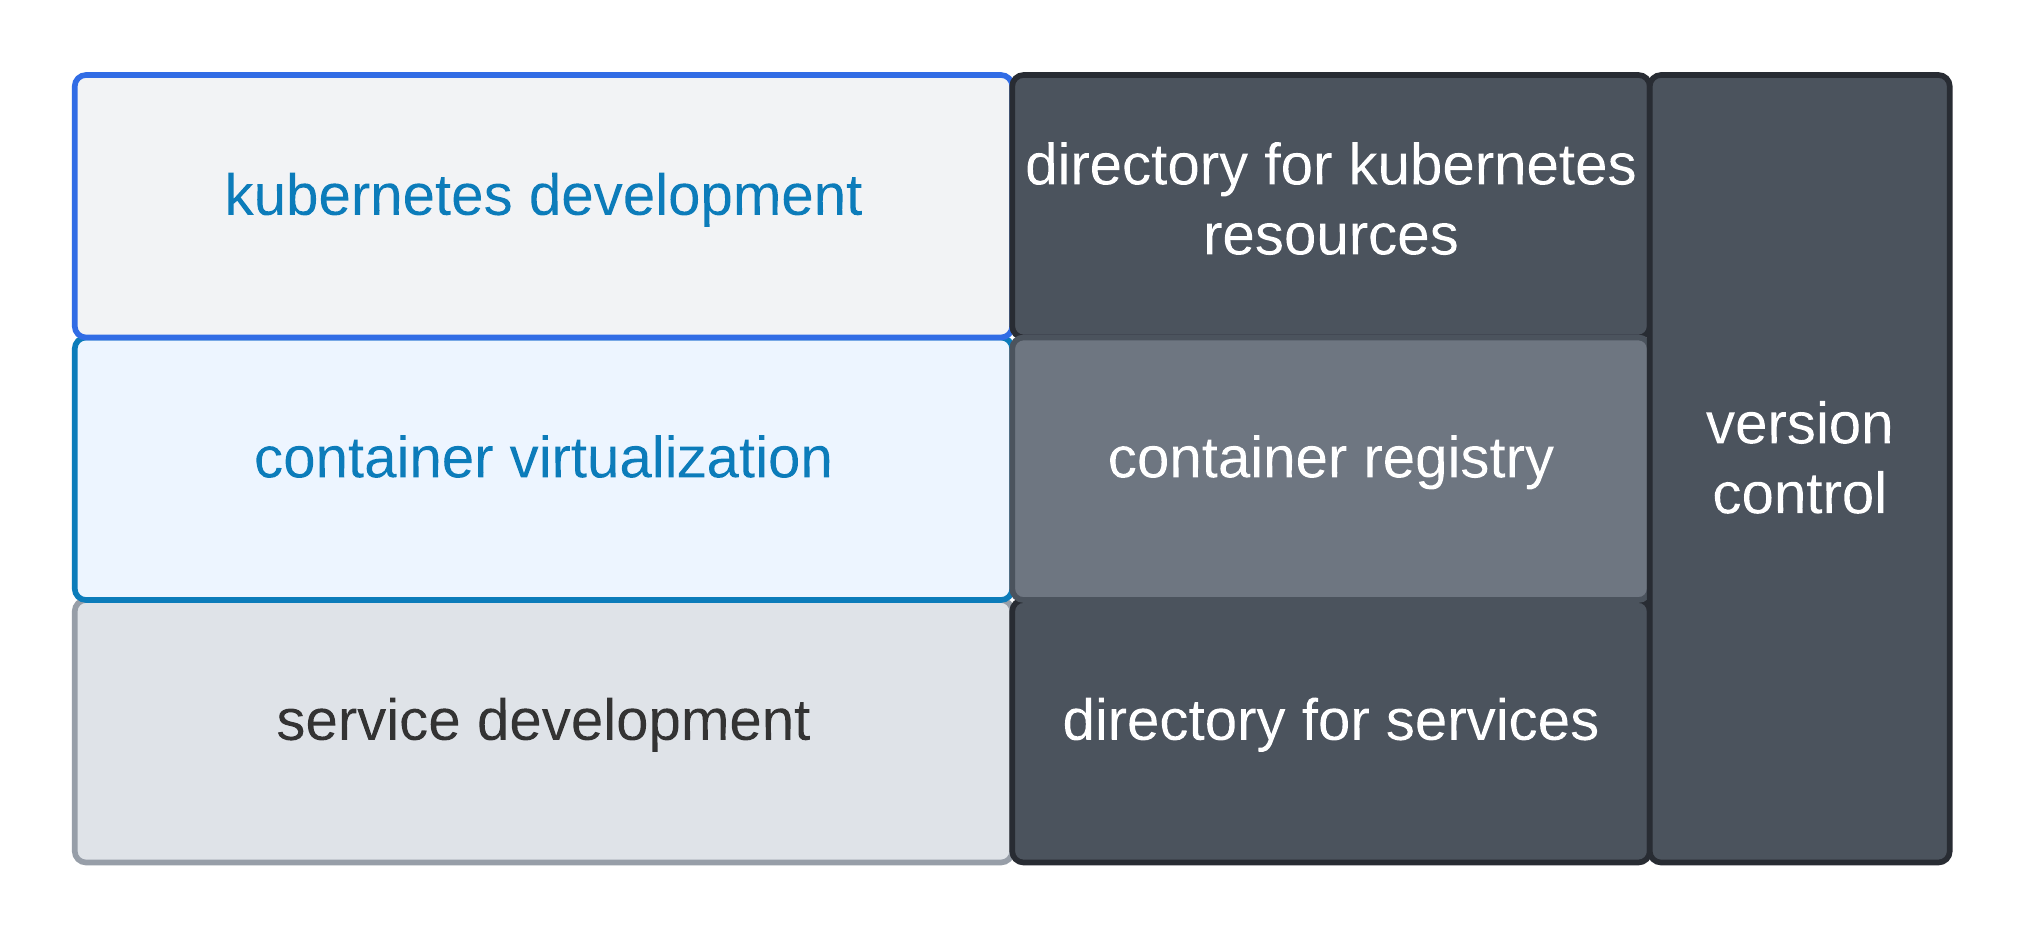 kubernetes development
directory for kubernetes
resources
container virtualization
container registry
version
control
service development
directory for services